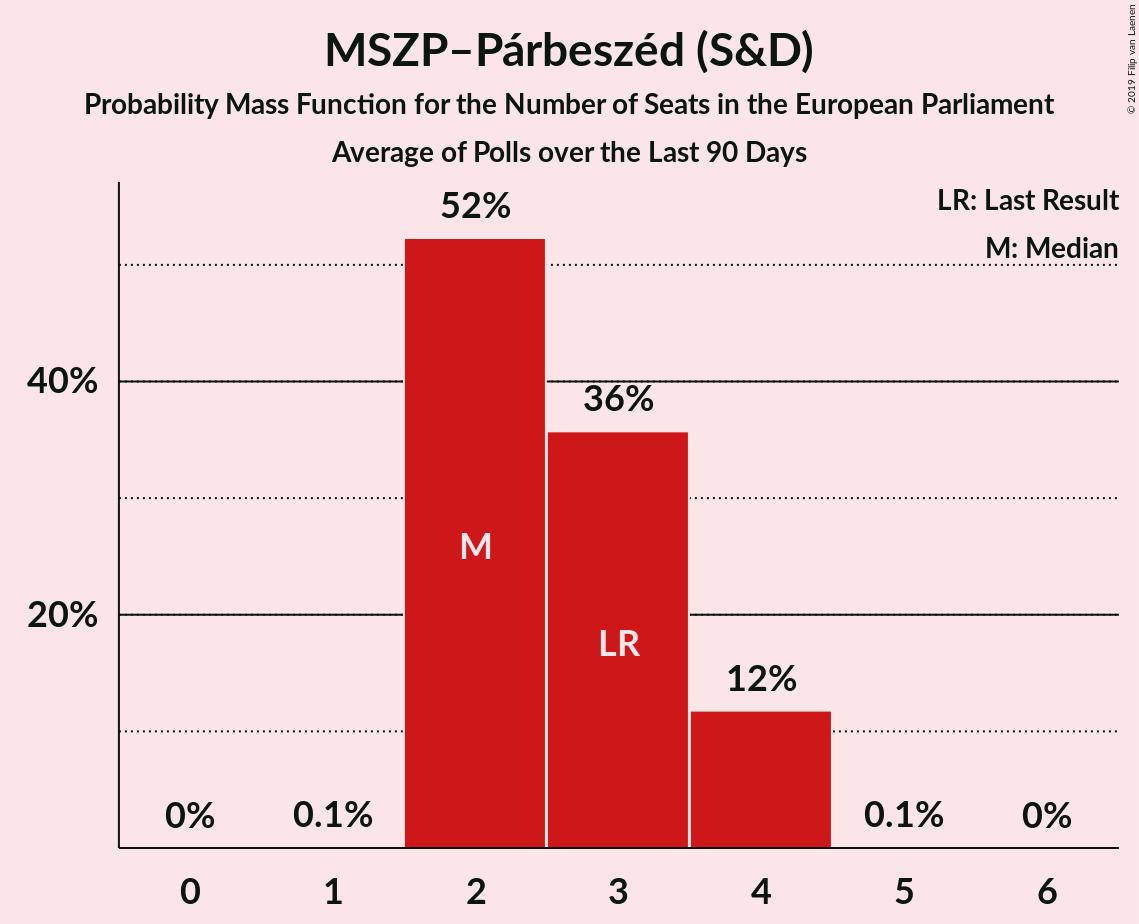 MSZP–Párbeszéd (S&D)
Probability Mass Function for the Number of Seats in the European Parliament
Average of Polls over the Last 90 Days
© 2019 Filip van Laenen
LR: Last Result
M: Median
52%
40%
36%
M
20%
LR
12%
0%
0.1%
0.1%
0%
0 1 2 3 4 5 6